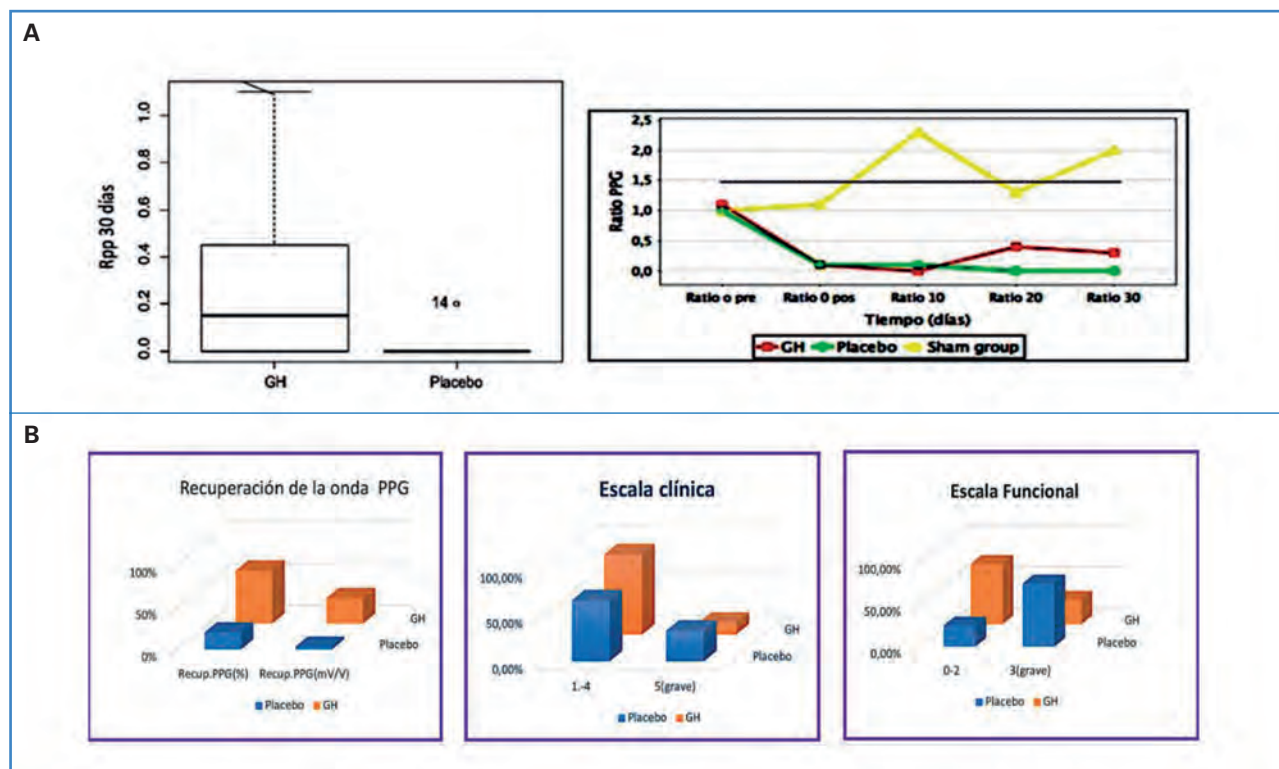 A
Rpp 30 días
1.0
0.8
0.6
0.4
0.2
0.0
14 o
GH
Placebo
Ratio PPG
2,5
2,0
1,5
1,0
0,5
0,0
Ratio o pre
Ratio 0 pos
Ratio 10
Ratio 20
Ratio 30
Tiempo (días)
GH Placebo Sham group
B
Recuperación de la onda PPG
100%
50%
0%
GH
Placebo
Recup.PPG(%) Recup.PPG(mV/V)
Placebo GH
Escala clínica
100,00%
50,00%
0,00%
GH
Placebo
1.-4 5(grave)
Placebo GH
Escala Funcional
100,00%
50,00%
0,00%
GH
Placebo
0-2 3(grave)
Placebo GH